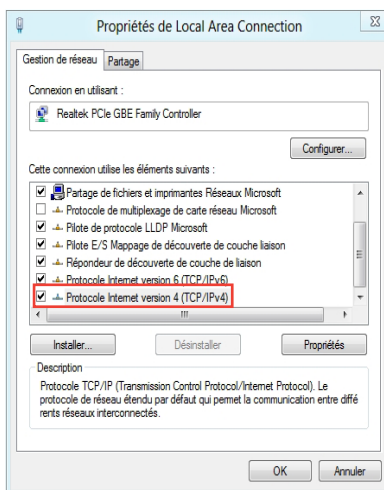 Propriétés de Local Area Connection
Gestion de réseau Partage
Connexion en utilisant :
Realtek PCIe GBE Family Controller
Configurer...
Cette connexion utilise les éléments suivants :
Partage de fichiers et imprimantes Réseaux Microsoft
Protocole de multiplexage de carte réseau Microsoft
Pilote de protocole LLDP Microsoft
Pilote E/S Mappage de découverte de couche liaison
Répondeur de découverte de couche de liaison
Protocole Internet version 6 (TCP/IPv6)
Protocole Internet version 4 (TCP/IPv4)
Installer... Désinstaller Propriétés
Description
Protocole TCP/IP (Transmission Control Protocol/Internet Protocol). Le
protocole de réseau étendu par défaut qui permet la communication entre diffé
rents réseaux interconnectés.
OK Annuler